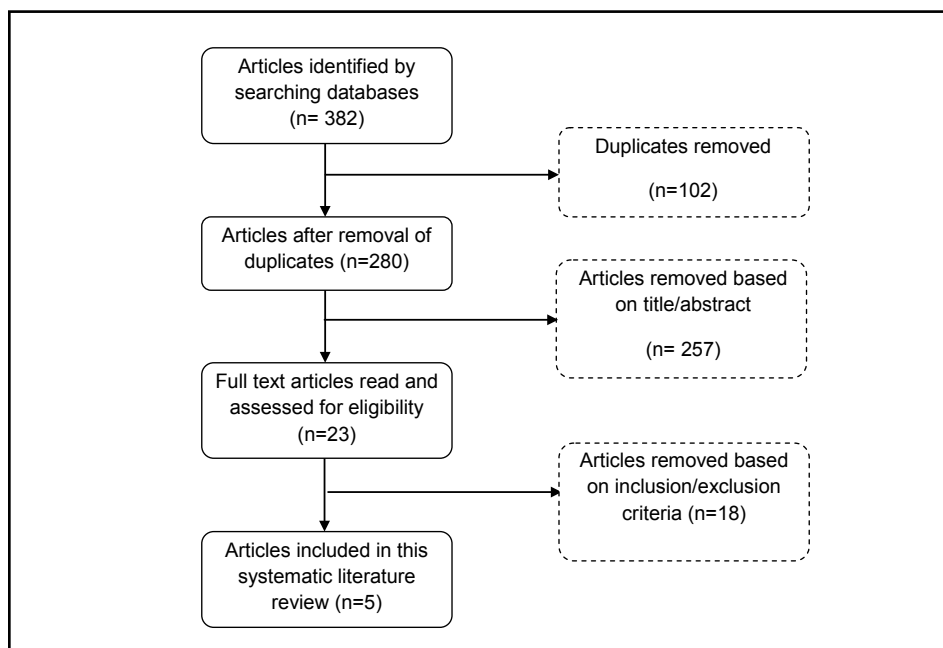 Articles identified by
searching databases
(n= 382)
Duplicates removed
(n=102)
Articles after removal of
duplicates (n=280)
Articles removed based
on title/abstract
(n= 257)
Full text articles read and
assessed for eligibility
(n=23)
Articles removed based
on inclusion/exclusion
criteria (n=18)
Articles included in this
systematic literature
review (n=5)